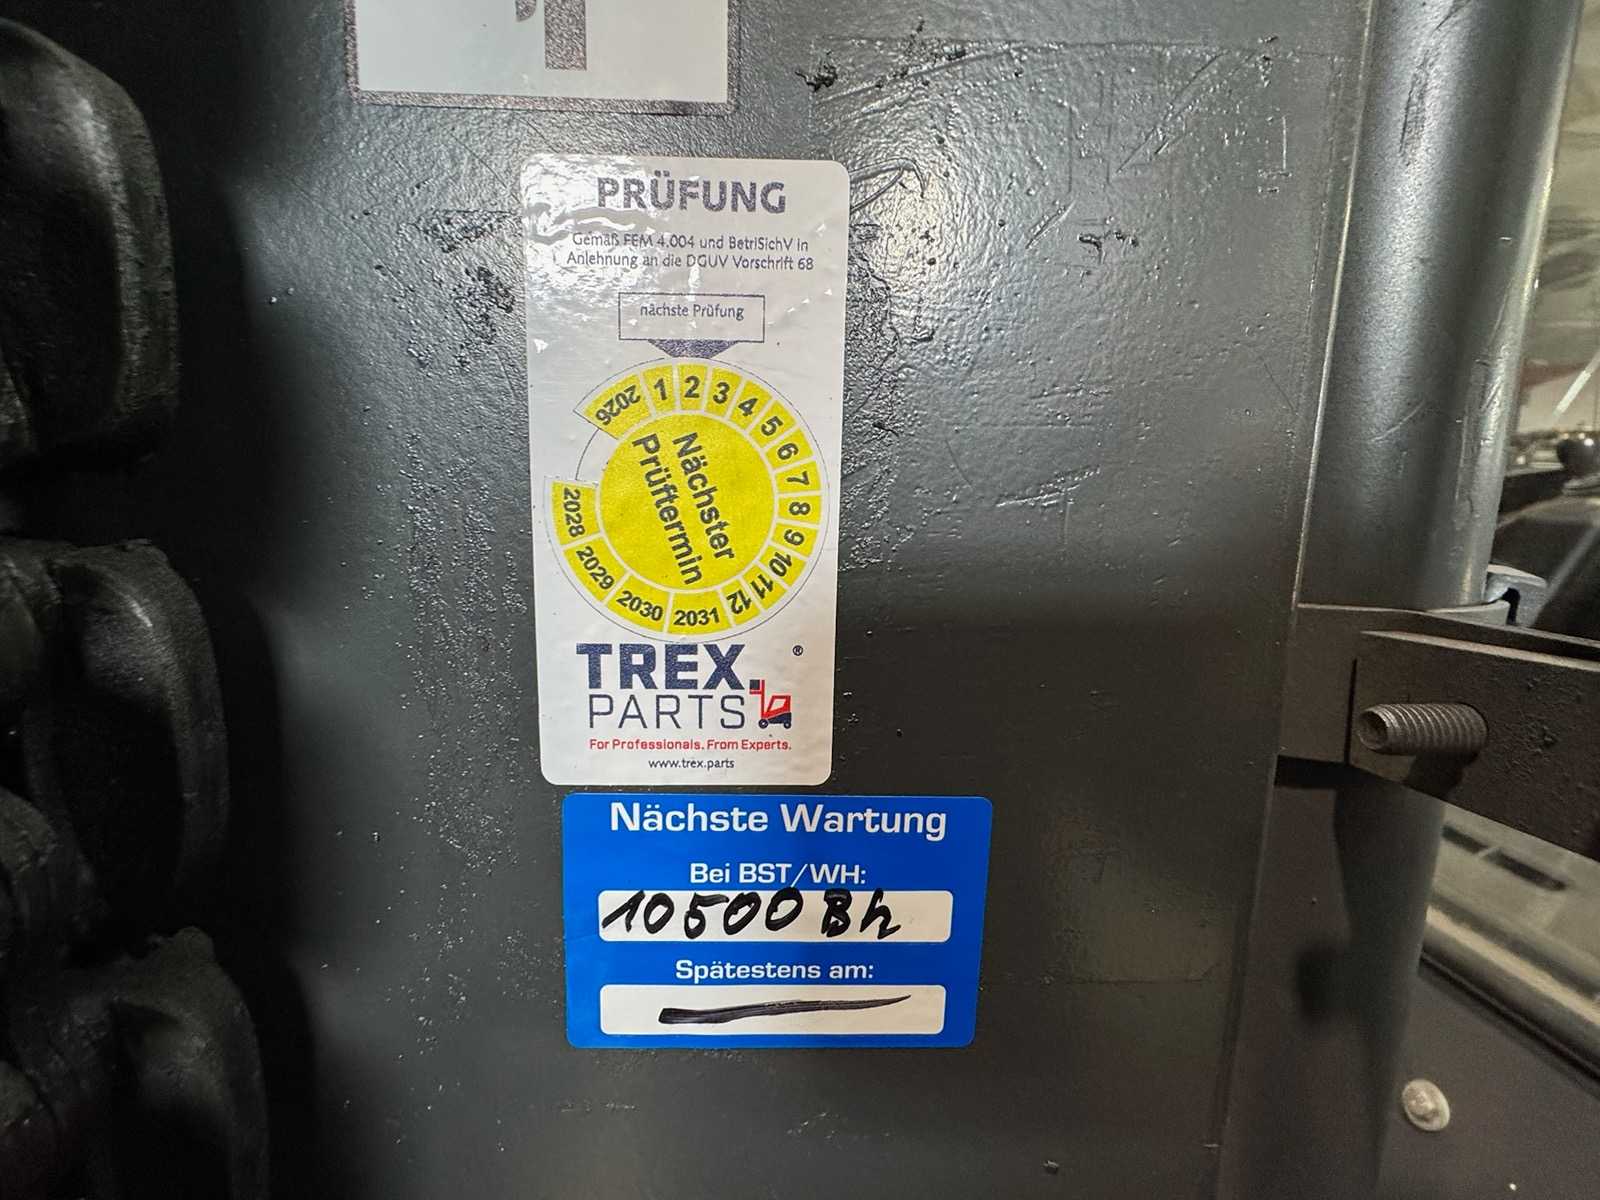 PRÜFUNG
Gemäß FEM 4.004 und BetriSichV in
Anlehnung an die DGUV Vorschrift 68
nächste Prüfung
2026 1 2 3 4 5 6 7 8 9 10 11 12 2031 2030 2029 2028
Nächster
Prüftermin
TREX.®
PARTS
For Professionals. From Experts.
www.trex.parts
Nächste Wartung
Bei BST/WH:
10500 Bh
Spätestens am: